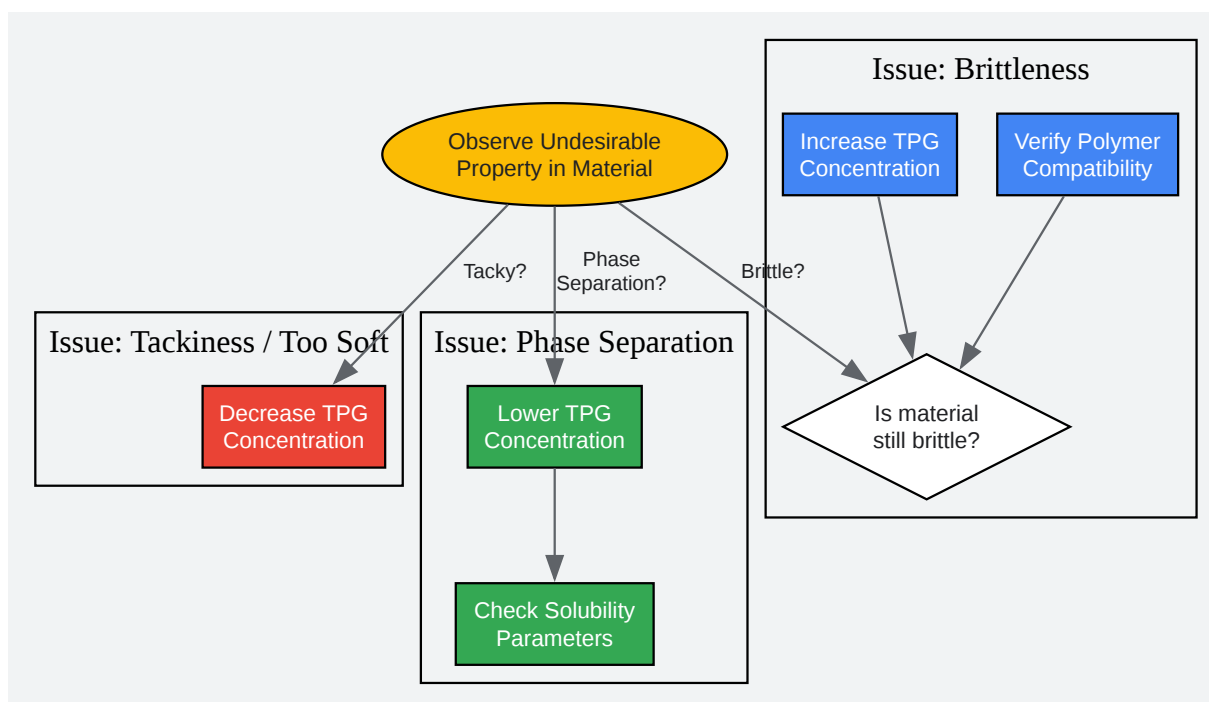 Issue: Brittleness
Observe Undesirable
Property in Material
Increase TPG
Concentration
Verify Polymer
Compatibility
Tacky?
Phase
Separation?
Brittle?
Issue: Tackiness / Too Soft
Decrease TPG
Concentration
Issue: Phase Separation
Lower TPG
Concentration
Is material
still brittle?
Check Solubility
Parameters